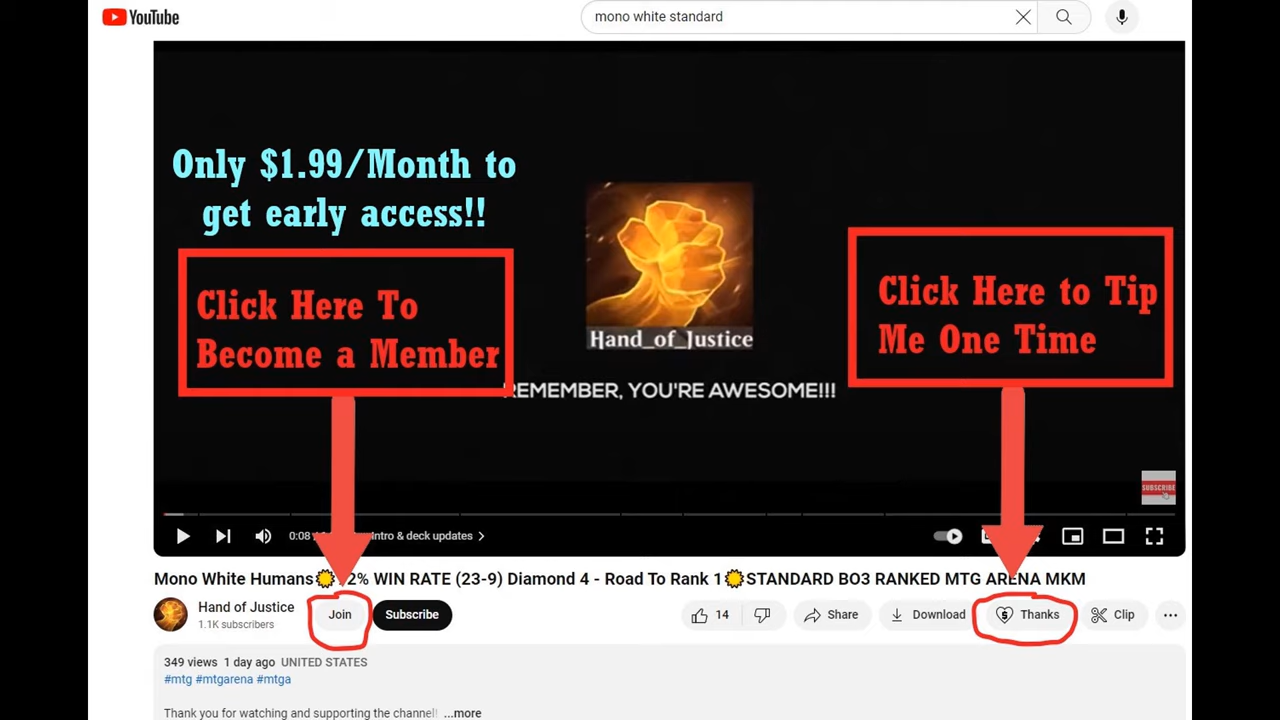 YouTube
mono white standard
Only $1.99/Month to
get early access!!
Click Here To
Become a Member
Click Here to Tip
Me One Time
Hand_of_Justice
REMEMBER, YOU'RE AWESOME!!!
SUBSCRIBE
0:08
Intro & deck updates
Mono White Humans 2% WIN RATE (23-9) Diamond 4 - Road To Rank 1 STANDARD BO3 RANKED MTG ARENA MKM
Hand of Justice
1.1K subscribers
Join
Subscribe
14
Share
Download
Thanks
Clip
349 views 1 day ago UNITED STATES
#mtg #mtgarena #mtga
Thank you for watching and supporting the channel! ...more